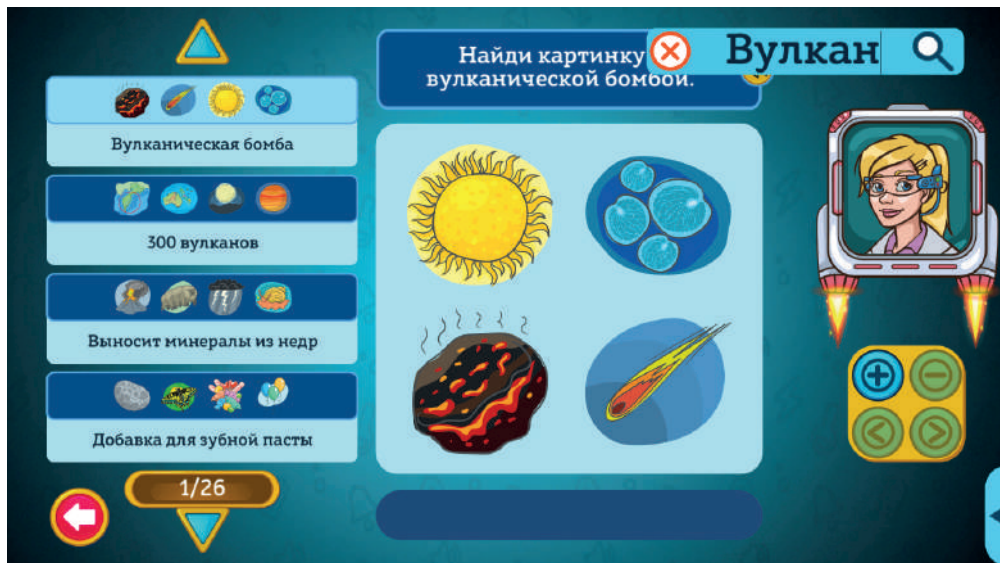 Найди картинку
вулканической бомбой.
Вулкан
Вулканическая бомба
300 вулканов
Выносит минералы из недр
Добавка для зубной пасты
1/26